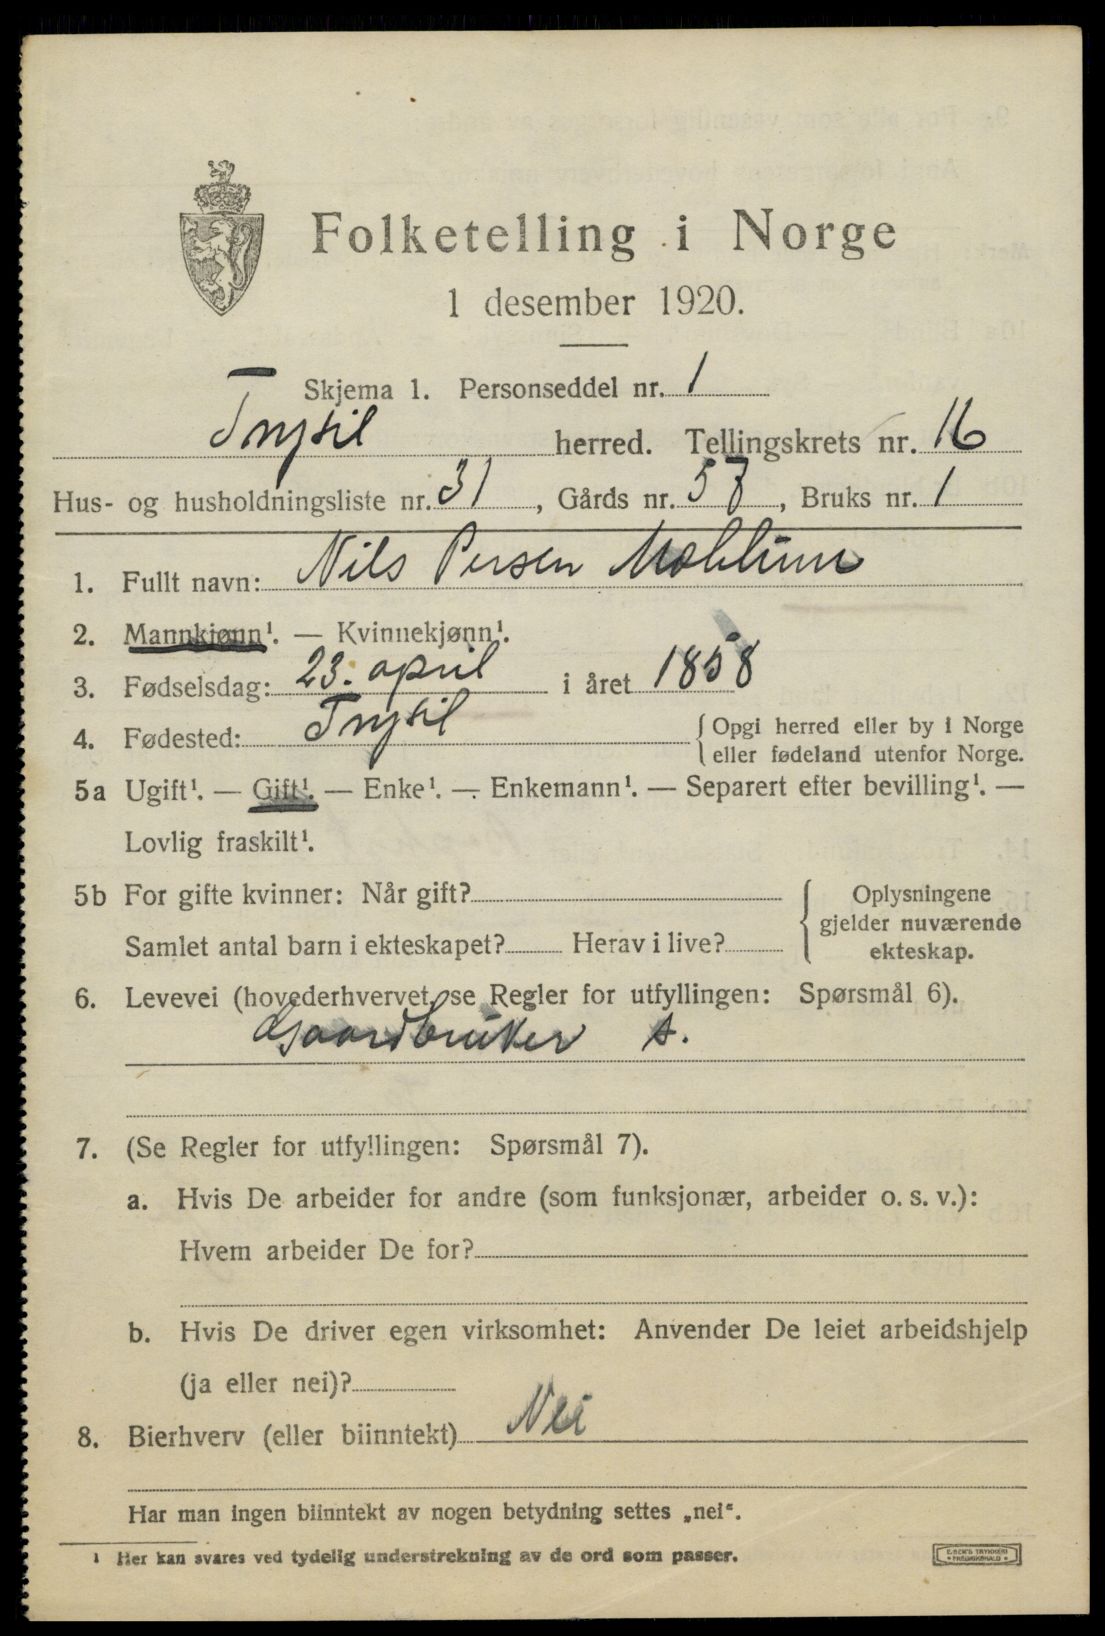 Folketelling i Norge
1 desember 1920.
Skjema 1. Personseddel nr. 1
Trysil herred. Tellingskrets nr. 16
Hus- og husholdningsliste nr. 31, Gårds nr. 57, Bruks nr. 1
1. Fullt navn: Nils Persen
2. Mannkjønn¹. — Kvinnekjønn¹.
3. Fødselsdag: 23. april i året 1858
4. Fødested: Trysil {Opgi herred eller by i Norge
eller fødeland utenfor Norge.
5a Ugift¹. — Gift¹. — Enke¹. — Enkemann¹. — Separert efter bevilling¹. —
Lovlig fraskilt¹.
5b For gifte kvinner: Når gift?
Samlet antal barn i ekteskapet? Herav i live?
{ Oplysningene
gjelder nuværende
ekteskap.
6. Levevei (hovederhvervet, se Regler for utfyllingen: Spørsmål 6).
Gaardbruker s.
7. (Se Regler for utfyllingen: Spørsmål 7).
a. Hvis De arbeider for andre (som funksjonær, arbeider o. s. v.):
Hvem arbeider De for?
b. Hvis De driver egen virksomhet: Anvender De leiet arbeidshjelp
(ja eller nei)?
8. Bierhverv (eller biinntekt) Nei
Har man ingen biinntekt av nogen betydning settes „nei“.
¹ Her kan svares ved tydelig understrekning av de ord som passer.